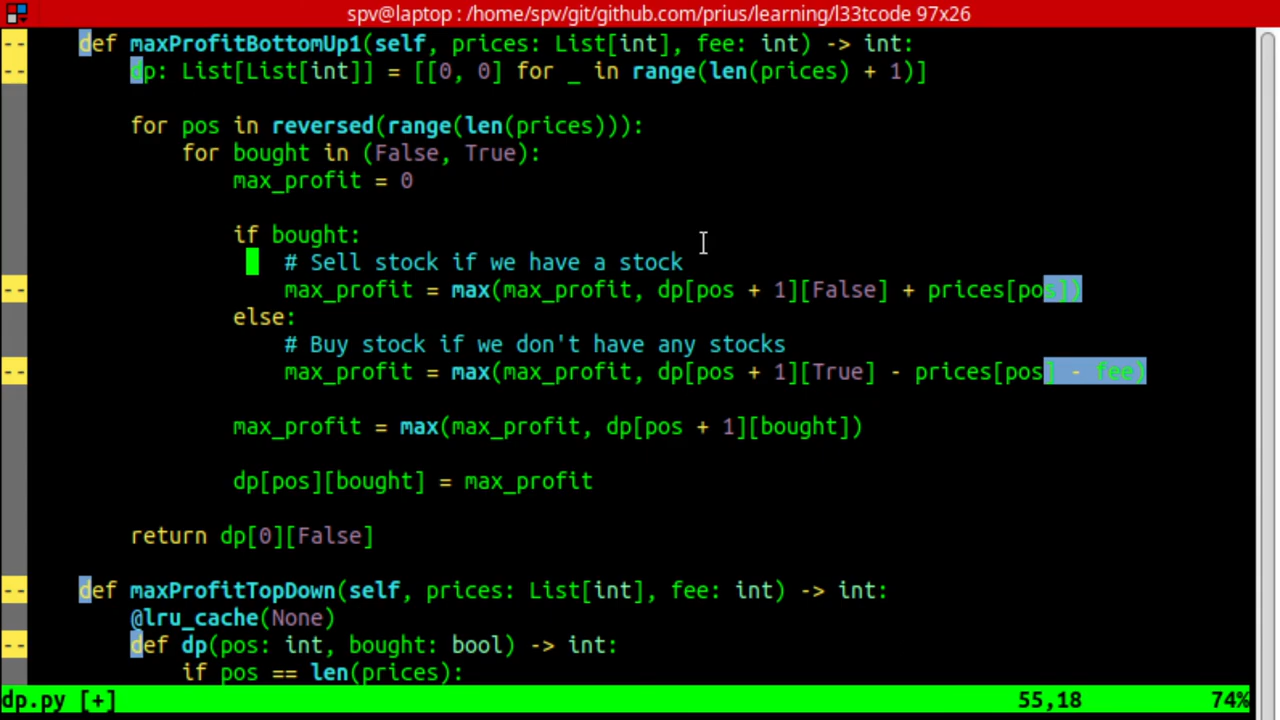 spv@laptop : /home/spv/git/github.com/prius/learning/l33tcode 97x26
-- def maxProfitBottomUp1(self, prices: List[int], fee: int) -> int:
-- dp: List[List[int]] = [[0, 0] for _ in range(len(prices) + 1)]
for pos in reversed(range(len(prices))):
for bought in (False, True):
max_profit = 0
if bought:
# Sell stock if we have a stock
-- max_profit = max(max_profit, dp[pos + 1][False] + prices[pos])
else:
# Buy stock if we don't have any stocks
-- max_profit = max(max_profit, dp[pos + 1][True] - prices[pos] - fee)
max_profit = max(max_profit, dp[pos + 1][bought])
dp[pos][bought] = max_profit
return dp[0][False]
-- def maxProfitTopDown(self, prices: List[int], fee: int) -> int:
@lru_cache(None)
-- def dp(pos: int, bought: bool) -> int:
if pos == len(prices):
dp.py [+] 55,18 74%